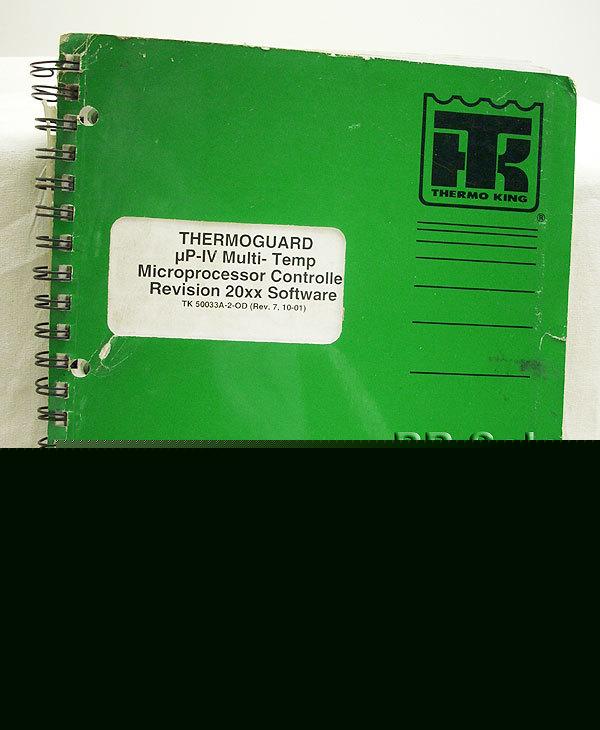 TK
THERMO KING
®
THERMOGUARD
µP-IV Multi- Temp
Microprocessor Controlle
Revision 20xx Software
TK 50033A-2-OD (Rev. 7, 10-01)